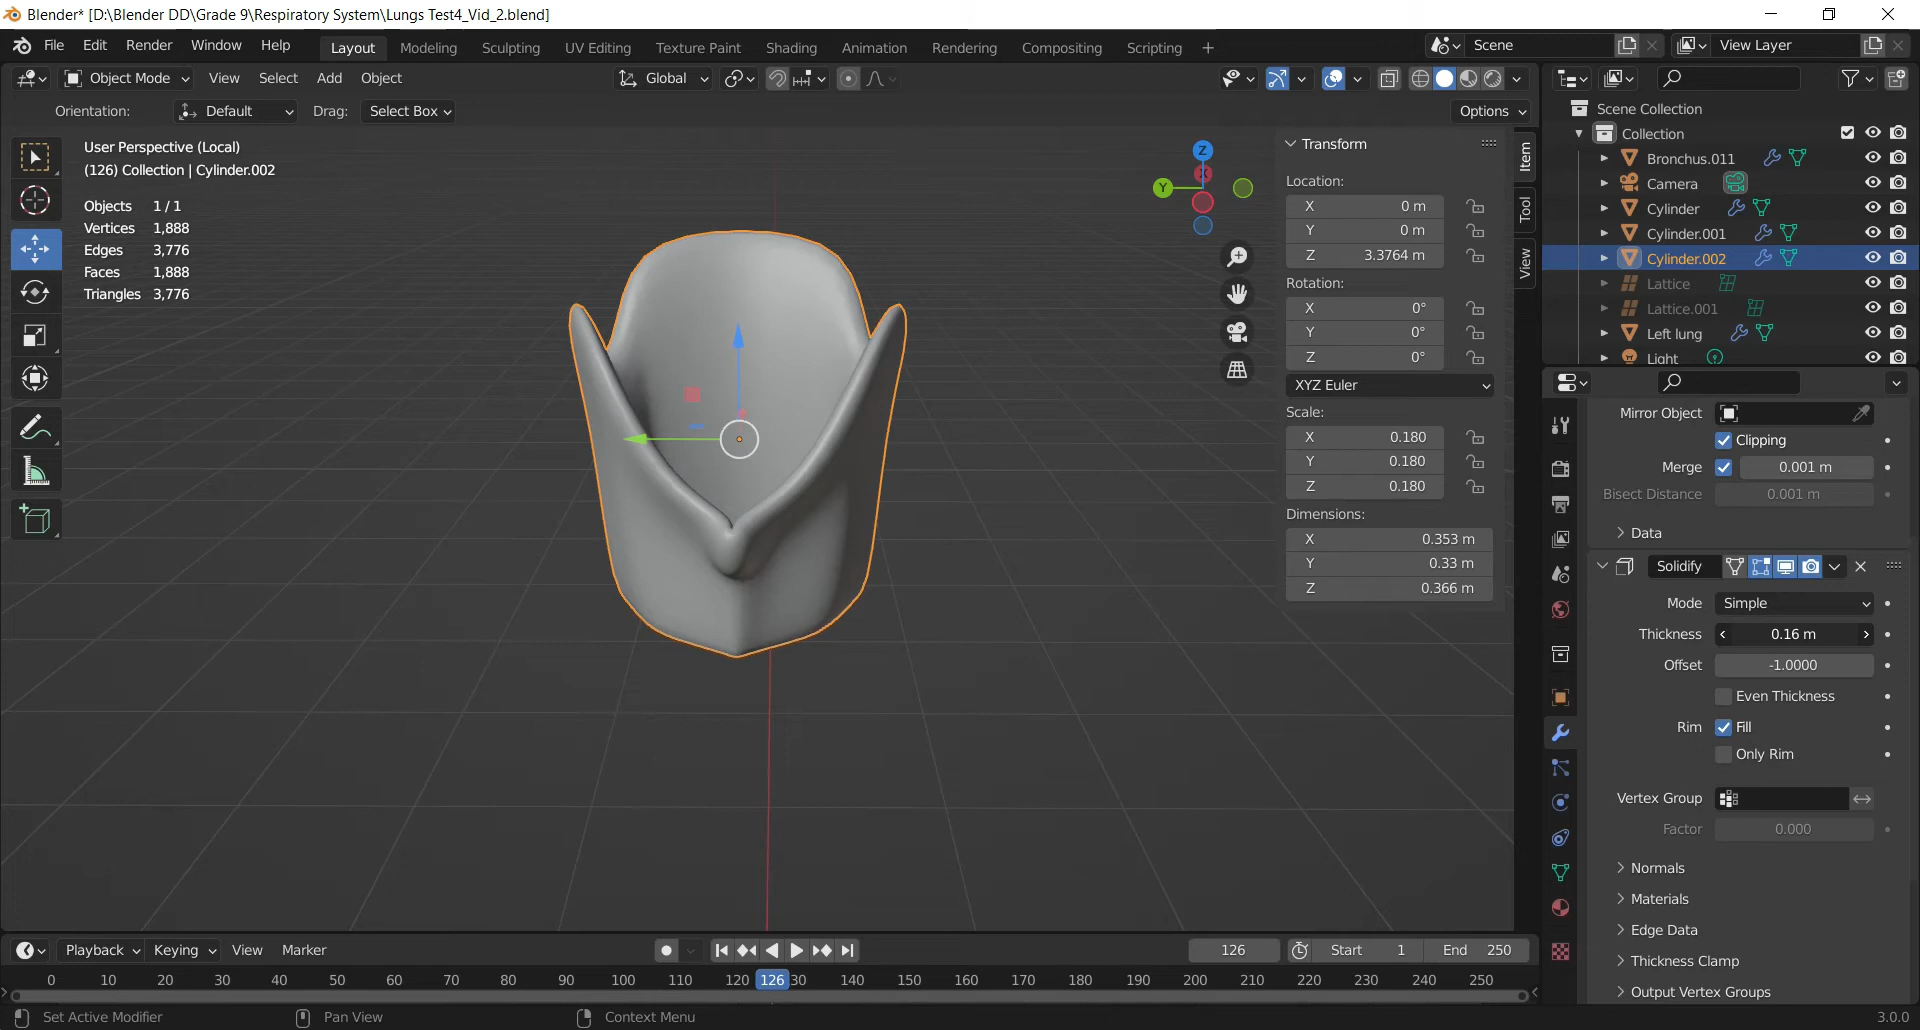 Blender* [D:\Blender DD\Grade 9\Respiratory System\Lungs Test4_Vid_2.blend]
File Edit Render Window Help Layout Modeling Sculpting UV Editing Texture Paint Shading Animation Rendering Compositing Scripting + Scene View Layer
Object Mode View Select Add Object Global
Orientation: Default Drag: Select Box Options
User Perspective (Local)
(126) Collection | Cylinder.002
Objects 1 / 1
Vertices 1,888
Edges 3,776
Faces 1,888
Triangles 3,776
Z
X
Y
Transform
Location:
X 0 m
Y 0 m
Z 3.3764 m
Rotation:
X 0°
Y 0°
Z 0°
XYZ Euler
Scale:
X 0.180
Y 0.180
Z 0.180
Dimensions:
X 0.353 m
Y 0.33 m
Z 0.366 m
Item
Tool
View
Scene Collection
Collection
Bronchus.011
Camera
Cylinder
Cylinder.001
Cylinder.002
Lattice
Lattice.001
Left lung
Light
Mirror Object
Clipping
Merge 0.001 m
Bisect Distance 0.001 m
Data
Solidify
Mode Simple
Thickness 0.16 m
Offset -1.0000
Even Thickness
Rim Fill
Only Rim
Vertex Group
Factor 0.000
Normals
Materials
Edge Data
Thickness Clamp
Output Vertex Groups
Playback Keying View Marker 126 Start 1 End 250
0 10 20 30 40 50 60 70 80 90 100 110 120 126 30 140 150 160 170 180 190 200 210 220 230 240 250
Set Active Modifier Pan View Context Menu 3.0.0